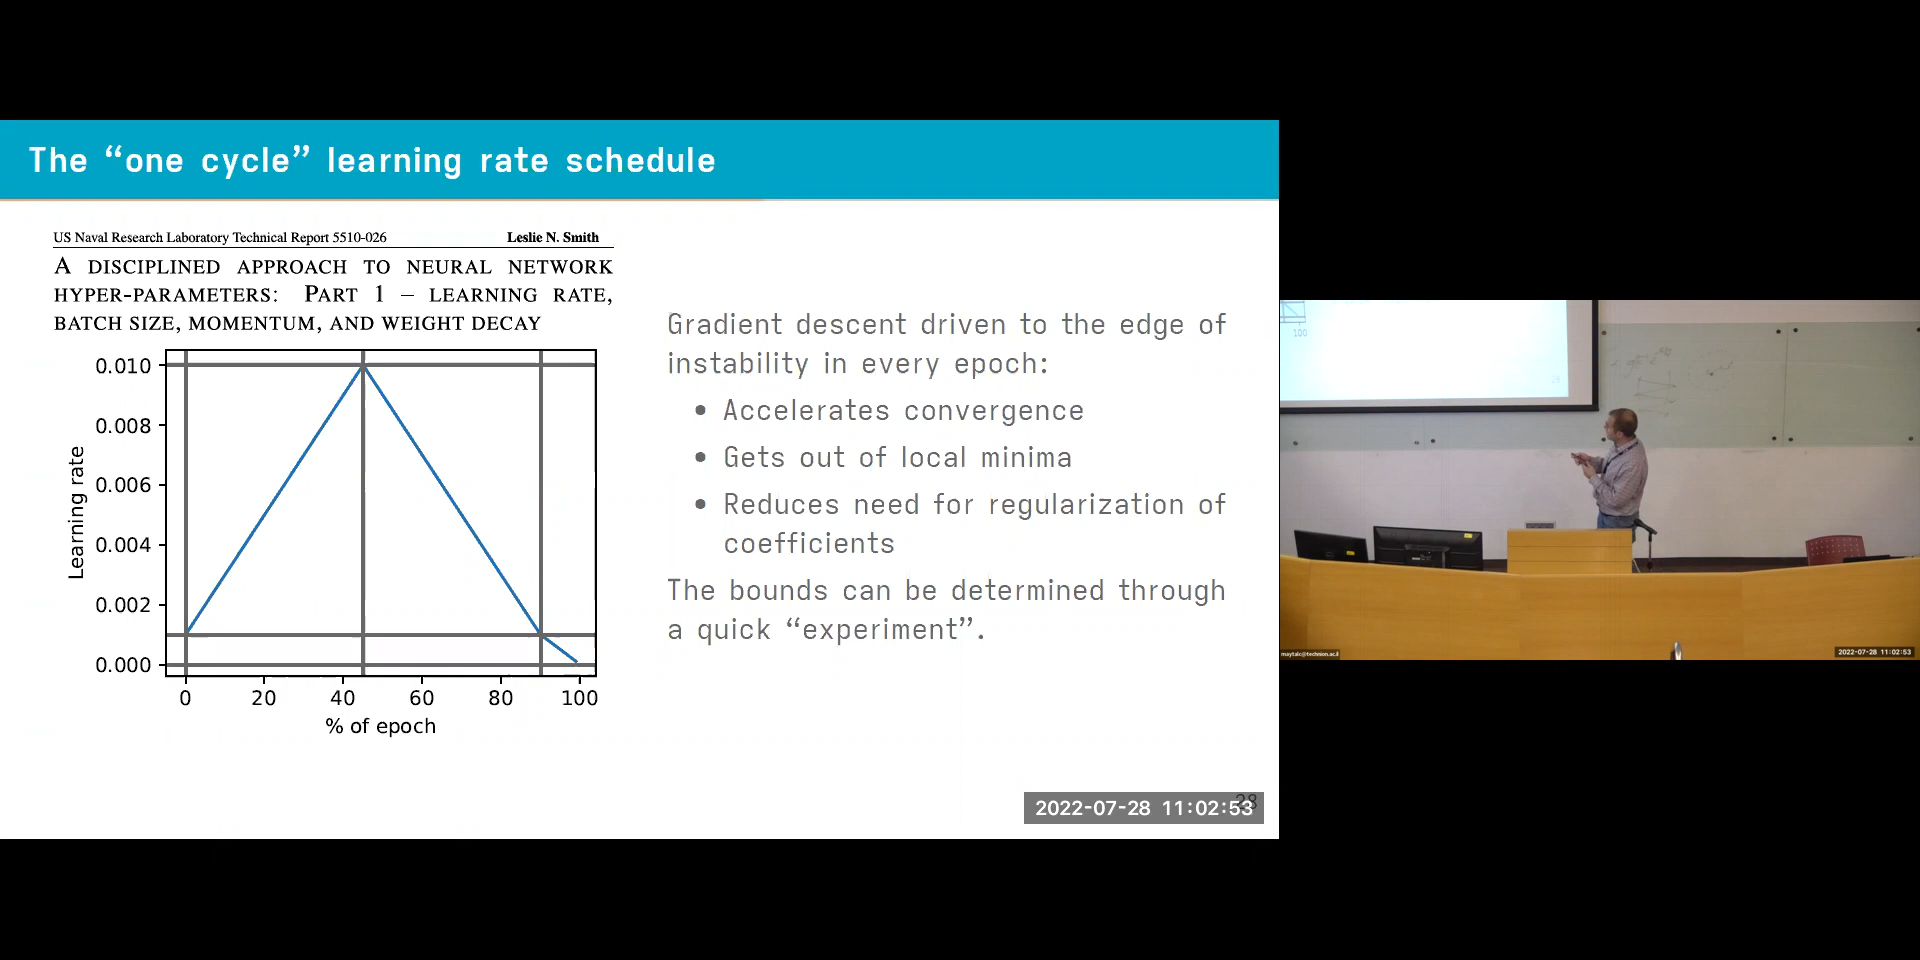 The “one cycle” learning rate schedule
US Naval Research Laboratory Technical Report 5510-026 Leslie N. Smith
A DISCIPLINED APPROACH TO NEURAL NETWORK
HYPER-PARAMETERS: PART 1 – LEARNING RATE,
BATCH SIZE, MOMENTUM, AND WEIGHT DECAY
0.010
0.008
0.006
0.004
0.002
0.000
Learning rate
0 20 40 60 80 100
% of epoch
Gradient descent driven to the edge of
instability in every epoch:
• Accelerates convergence
• Gets out of local minima
• Reduces need for regularization of
coefficients
The bounds can be determined through
a quick “experiment”.
2022-07-28 11:02:53
100
maytalc@technion.ac.il
2022-07-28 11:02:53